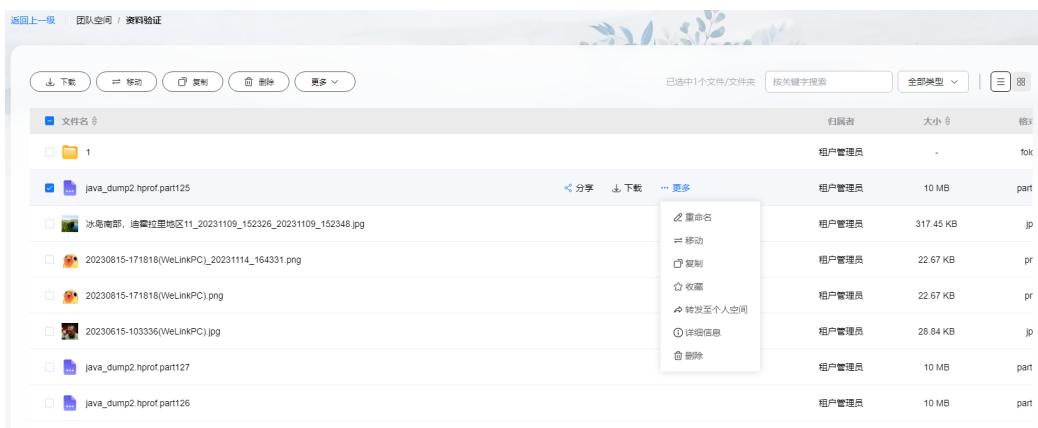 返回上一级 | 团队空间 / 资料验证
下载 移动 复制 删除 更多 已选中1个文件/文件夹 按关键字搜索 全部类型
文件名 归属者 大小 格式
1 租户管理员 - fold
java_dump2.hprof.part125 分享 下载 ··· 更多 租户管理员 10 MB part
重命名
冰岛南部，迪霍拉里地区11_20231109_152326_20231109_152348.jpg 租户管理员 317.45 KB jp
移动
20230815-171818(WeLinkPC)_20231114_164331.png 租户管理员 22.67 KB pr
复制
收藏
20230815-171818(WeLinkPC).png 租户管理员 22.67 KB pr
转发至个人空间
20230615-103336(WeLinkPC).jpg 租户管理员 28.84 KB jp
详细信息
删除
java_dump2.hprof.part127 租户管理员 10 MB part
java_dump2.hprof.part126 租户管理员 10 MB part